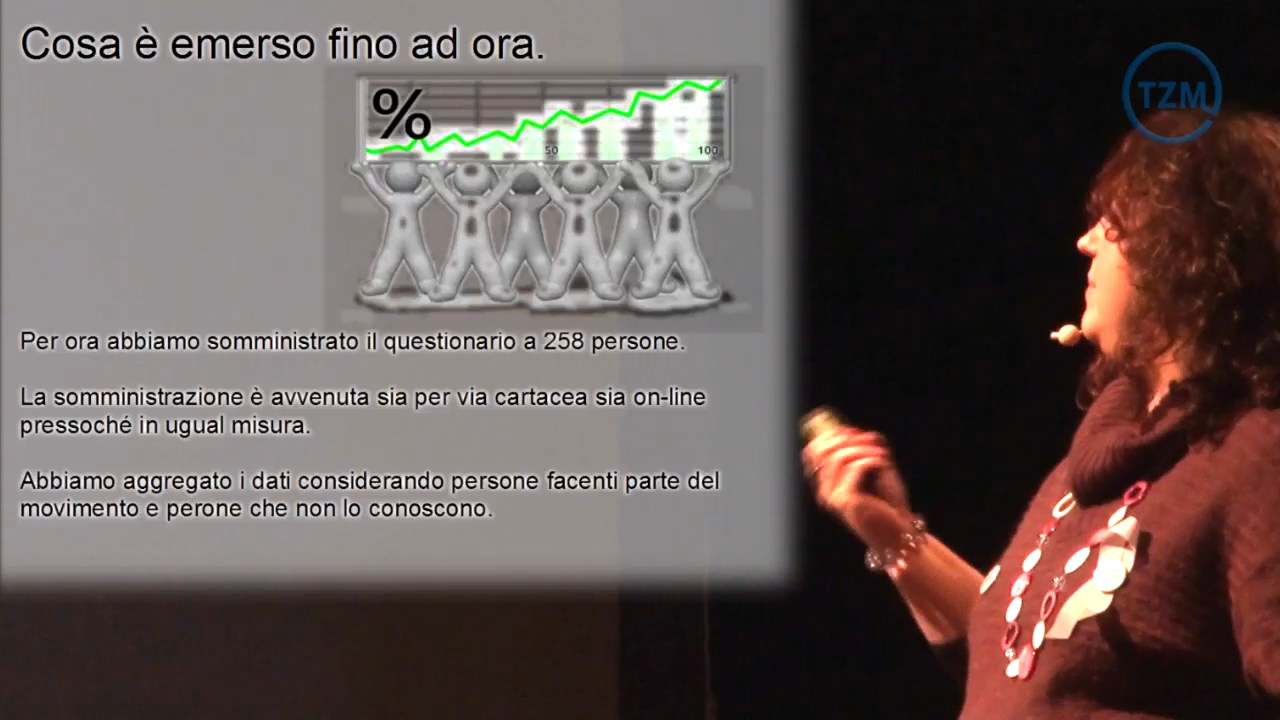 Cosa è emerso fino ad ora.
TZM
%
50
100
Per ora abbiamo somministrato il questionario a 258 persone.
La somministrazione è avvenuta sia per via cartacea sia on-line
pressoché in ugual misura.
Abbiamo aggregato i dati considerando persone facenti parte del
movimento e perone che non lo conoscono.